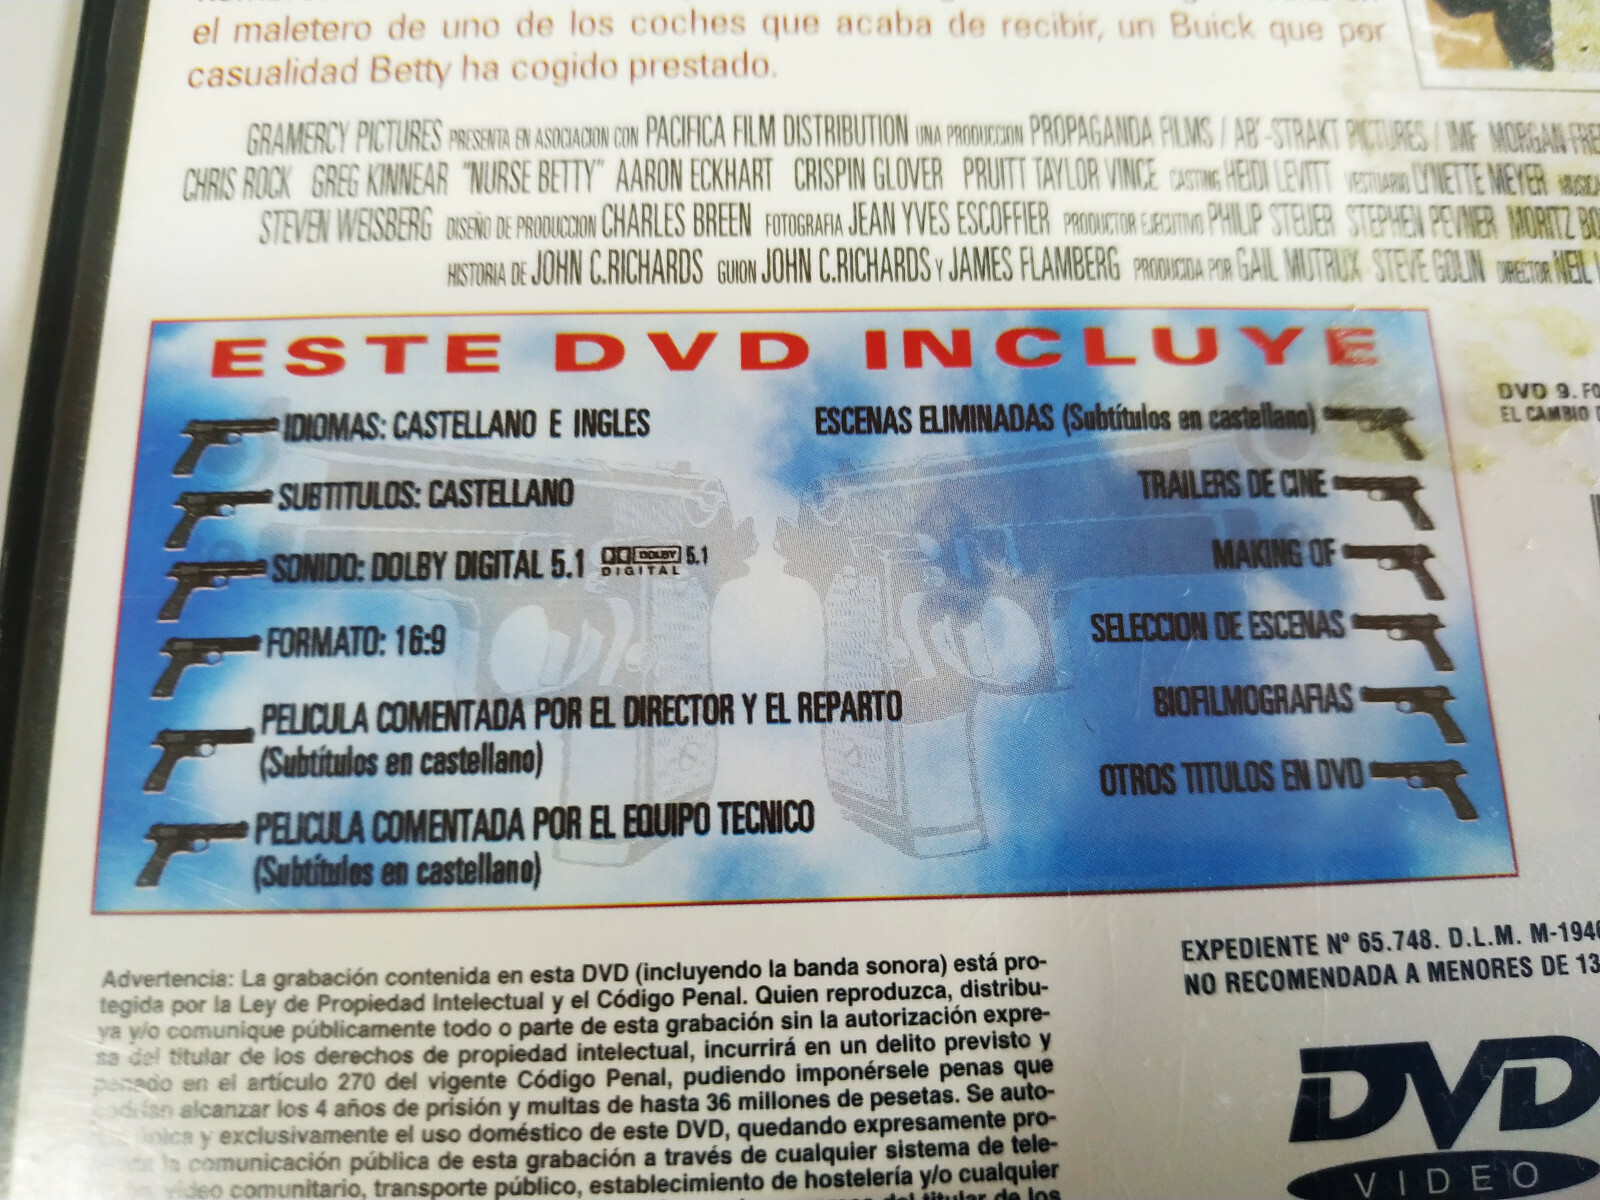 el maletero de uno de los coches que acaba de recibir, un Buick que por
casualidad Betty ha cogido prestado.
GRAMERCY PICTURES PRESENTA EN ASOCIACION CON PACIFICA FILM DISTRIBUTION UNA PRODUCCION PROPAGANDA FILMS / AB'-STRAKT PICTURES / IMF MORGAN FRE
CHRIS ROCK GREG KINNEAR "NURSE BETTY" AARON ECKHART CRISPIN GLOVER PRUITT TAYLOR VINCE CASTING HEIDI LEVITT VESTUARIO LYNETTE MEYER MUSICA
STEVEN WEISBERG DISEÑO DE PRODUCCION CHARLES BREEN FOTOGRAFIA JEAN YVES ESCOFFIER PRODUCTOR EJECUTIVO PHILIP STEUER STEPHEN PEVNER MORITZ BO
HISTORIA DE JOHN C.RICHARDS GUION JOHN C.RICHARDS Y JAMES FLAMBERG PRODUCIDA POR GAIL MUTRUX STEVE GOLIN DIRECTOR NEIL
ESTE DVD INCLUYE
IDIOMAS: CASTELLANO E INGLES
SUBTITULOS: CASTELLANO
SONIDO: DOLBY DIGITAL 5.1 DOLBY DIGITAL 5.1
FORMATO: 16:9
PELICULA COMENTADA POR EL DIRECTOR Y EL REPARTO
(Subtítulos en castellano)
PELICULA COMENTADA POR EL EQUIPO TECNICO
(Subtítulos en castellano)
ESCENAS ELIMINADAS (Subtítulos en castellano)
TRAILERS DE CINE
MAKING OF
SELECCION DE ESCENAS
BIOFILMOGRAFIAS
OTROS TITULOS EN DVD
DVD 9. FO
EL CAMBIO D
Advertencia: La grabación contenida en esta DVD (incluyendo la banda sonora) está pro-
tegida por la Ley de Propiedad Intelectual y el Código Penal. Quien reproduzca, distribu-
ya y/o comunique públicamente todo o parte de esta grabación sin la autorización expre-
sa del titular de los derechos de propiedad intelectual, incurrirá en un delito previsto y
penado en el artículo 270 del vigente Código Penal, pudiendo imponérsele penas que
podrían alcanzar los 4 años de prisión y multas de hasta 36 millones de pesetas. Se auto-
única y exclusivamente el uso doméstico de este DVD, quedando expresamente pro-
la comunicación pública de esta grabación a través de cualquier sistema de tele-
video comunitario, transporte público, establecimiento de hostelería y/o cualquier
del titular de los
EXPEDIENTE Nº 65.748. D.L.M. M-1946
NO RECOMENDADA A MENORES DE 13
DVD
VIDEO